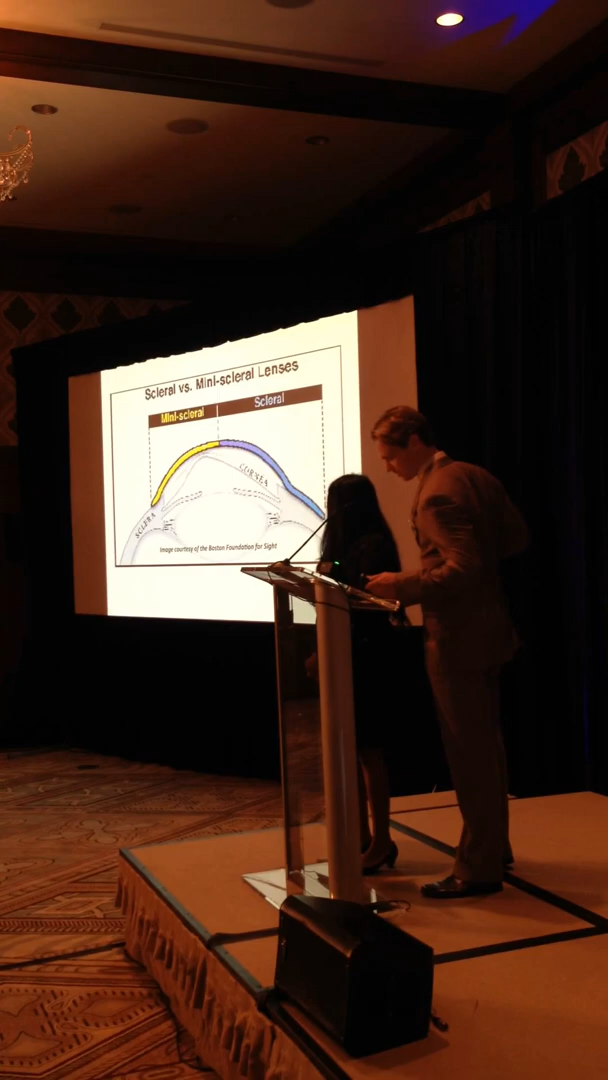 Scleral vs. Mini-scleral Lenses
Mini-scleral
Scleral
CORNEA
SCLERA
Image courtesy of the Boston Foundation for Sight